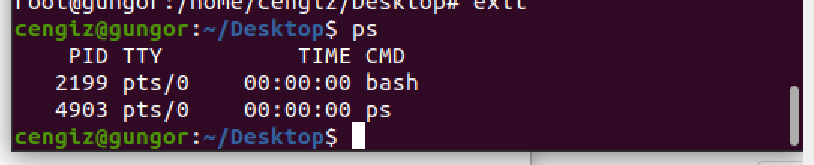 root@gungor:/home/cengiz/Desktop# exit
cengiz@gungor:~/Desktop$ ps
    PID TTY          TIME CMD
   2199 pts/0    00:00:00 bash
   4903 pts/0    00:00:00 ps
cengiz@gungor:~/Desktop$